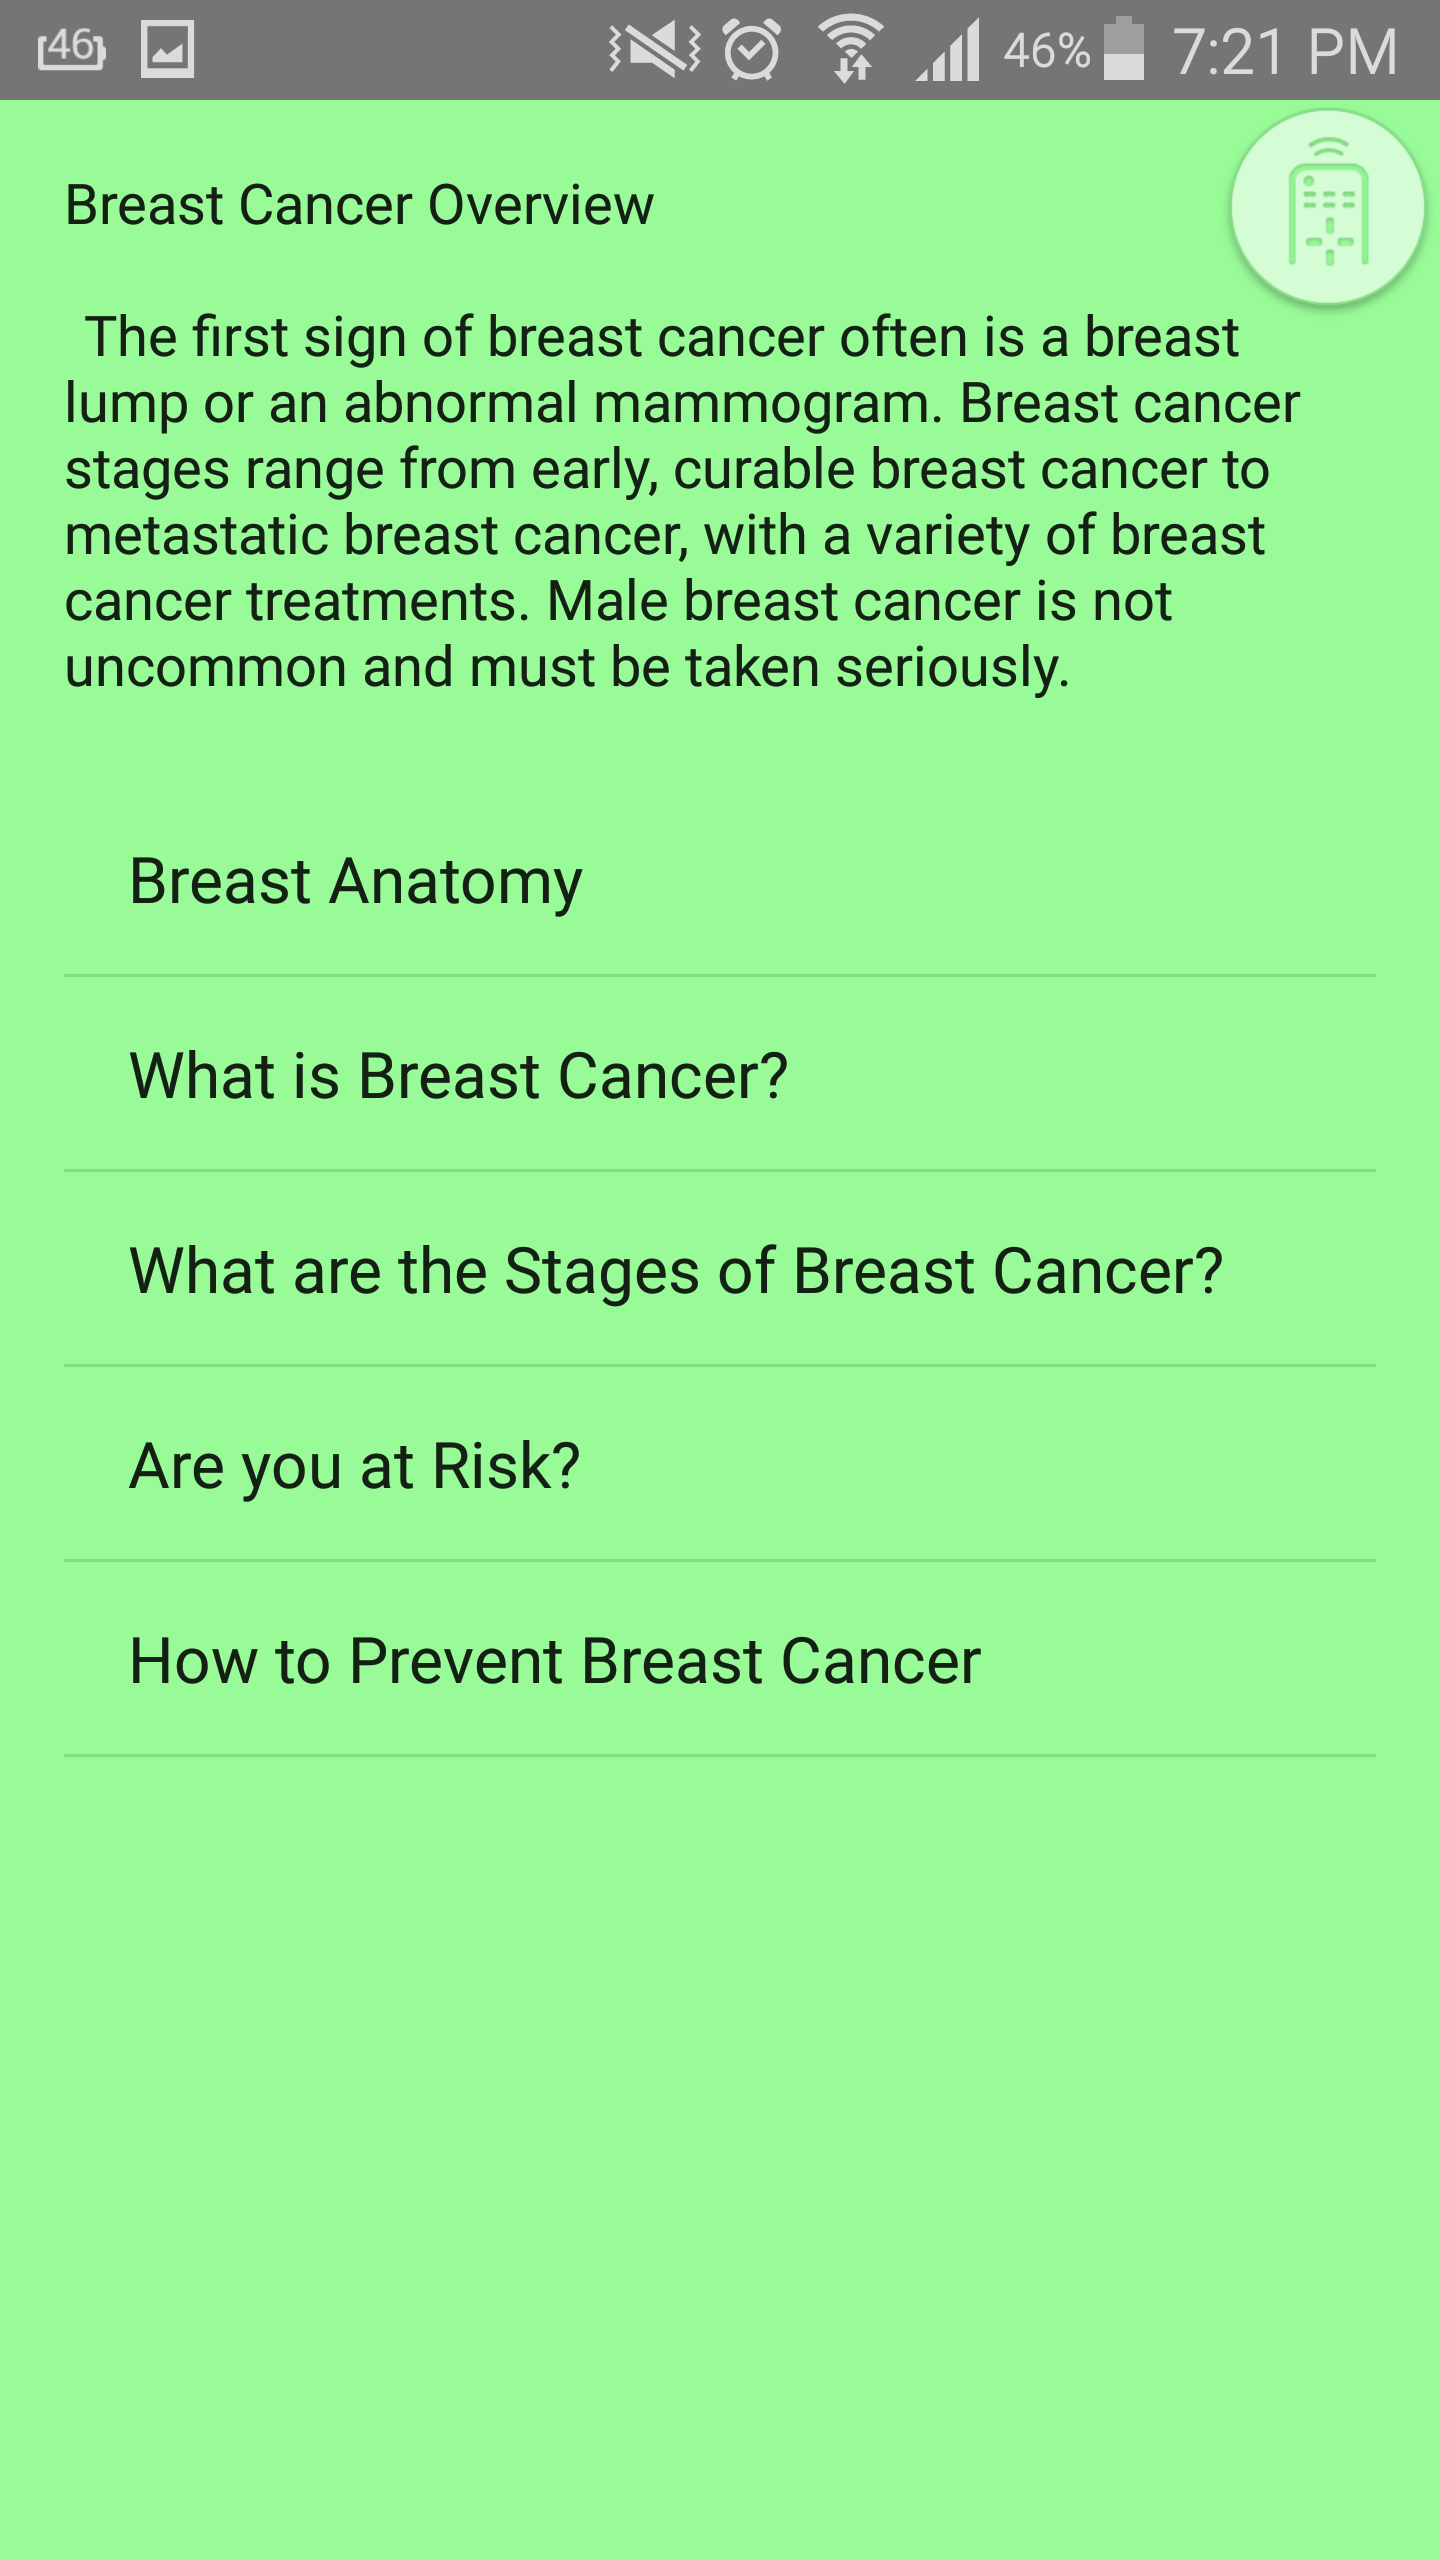 46
46%
7:21 PM
Breast Cancer Overview
The first sign of breast cancer often is a breast
lump or an abnormal mammogram. Breast cancer
stages range from early, curable breast cancer to
metastatic breast cancer, with a variety of breast
cancer treatments. Male breast cancer is not
uncommon and must be taken seriously.
Breast Anatomy
What is Breast Cancer?
What are the Stages of Breast Cancer?
Are you at Risk?
How to Prevent Breast Cancer